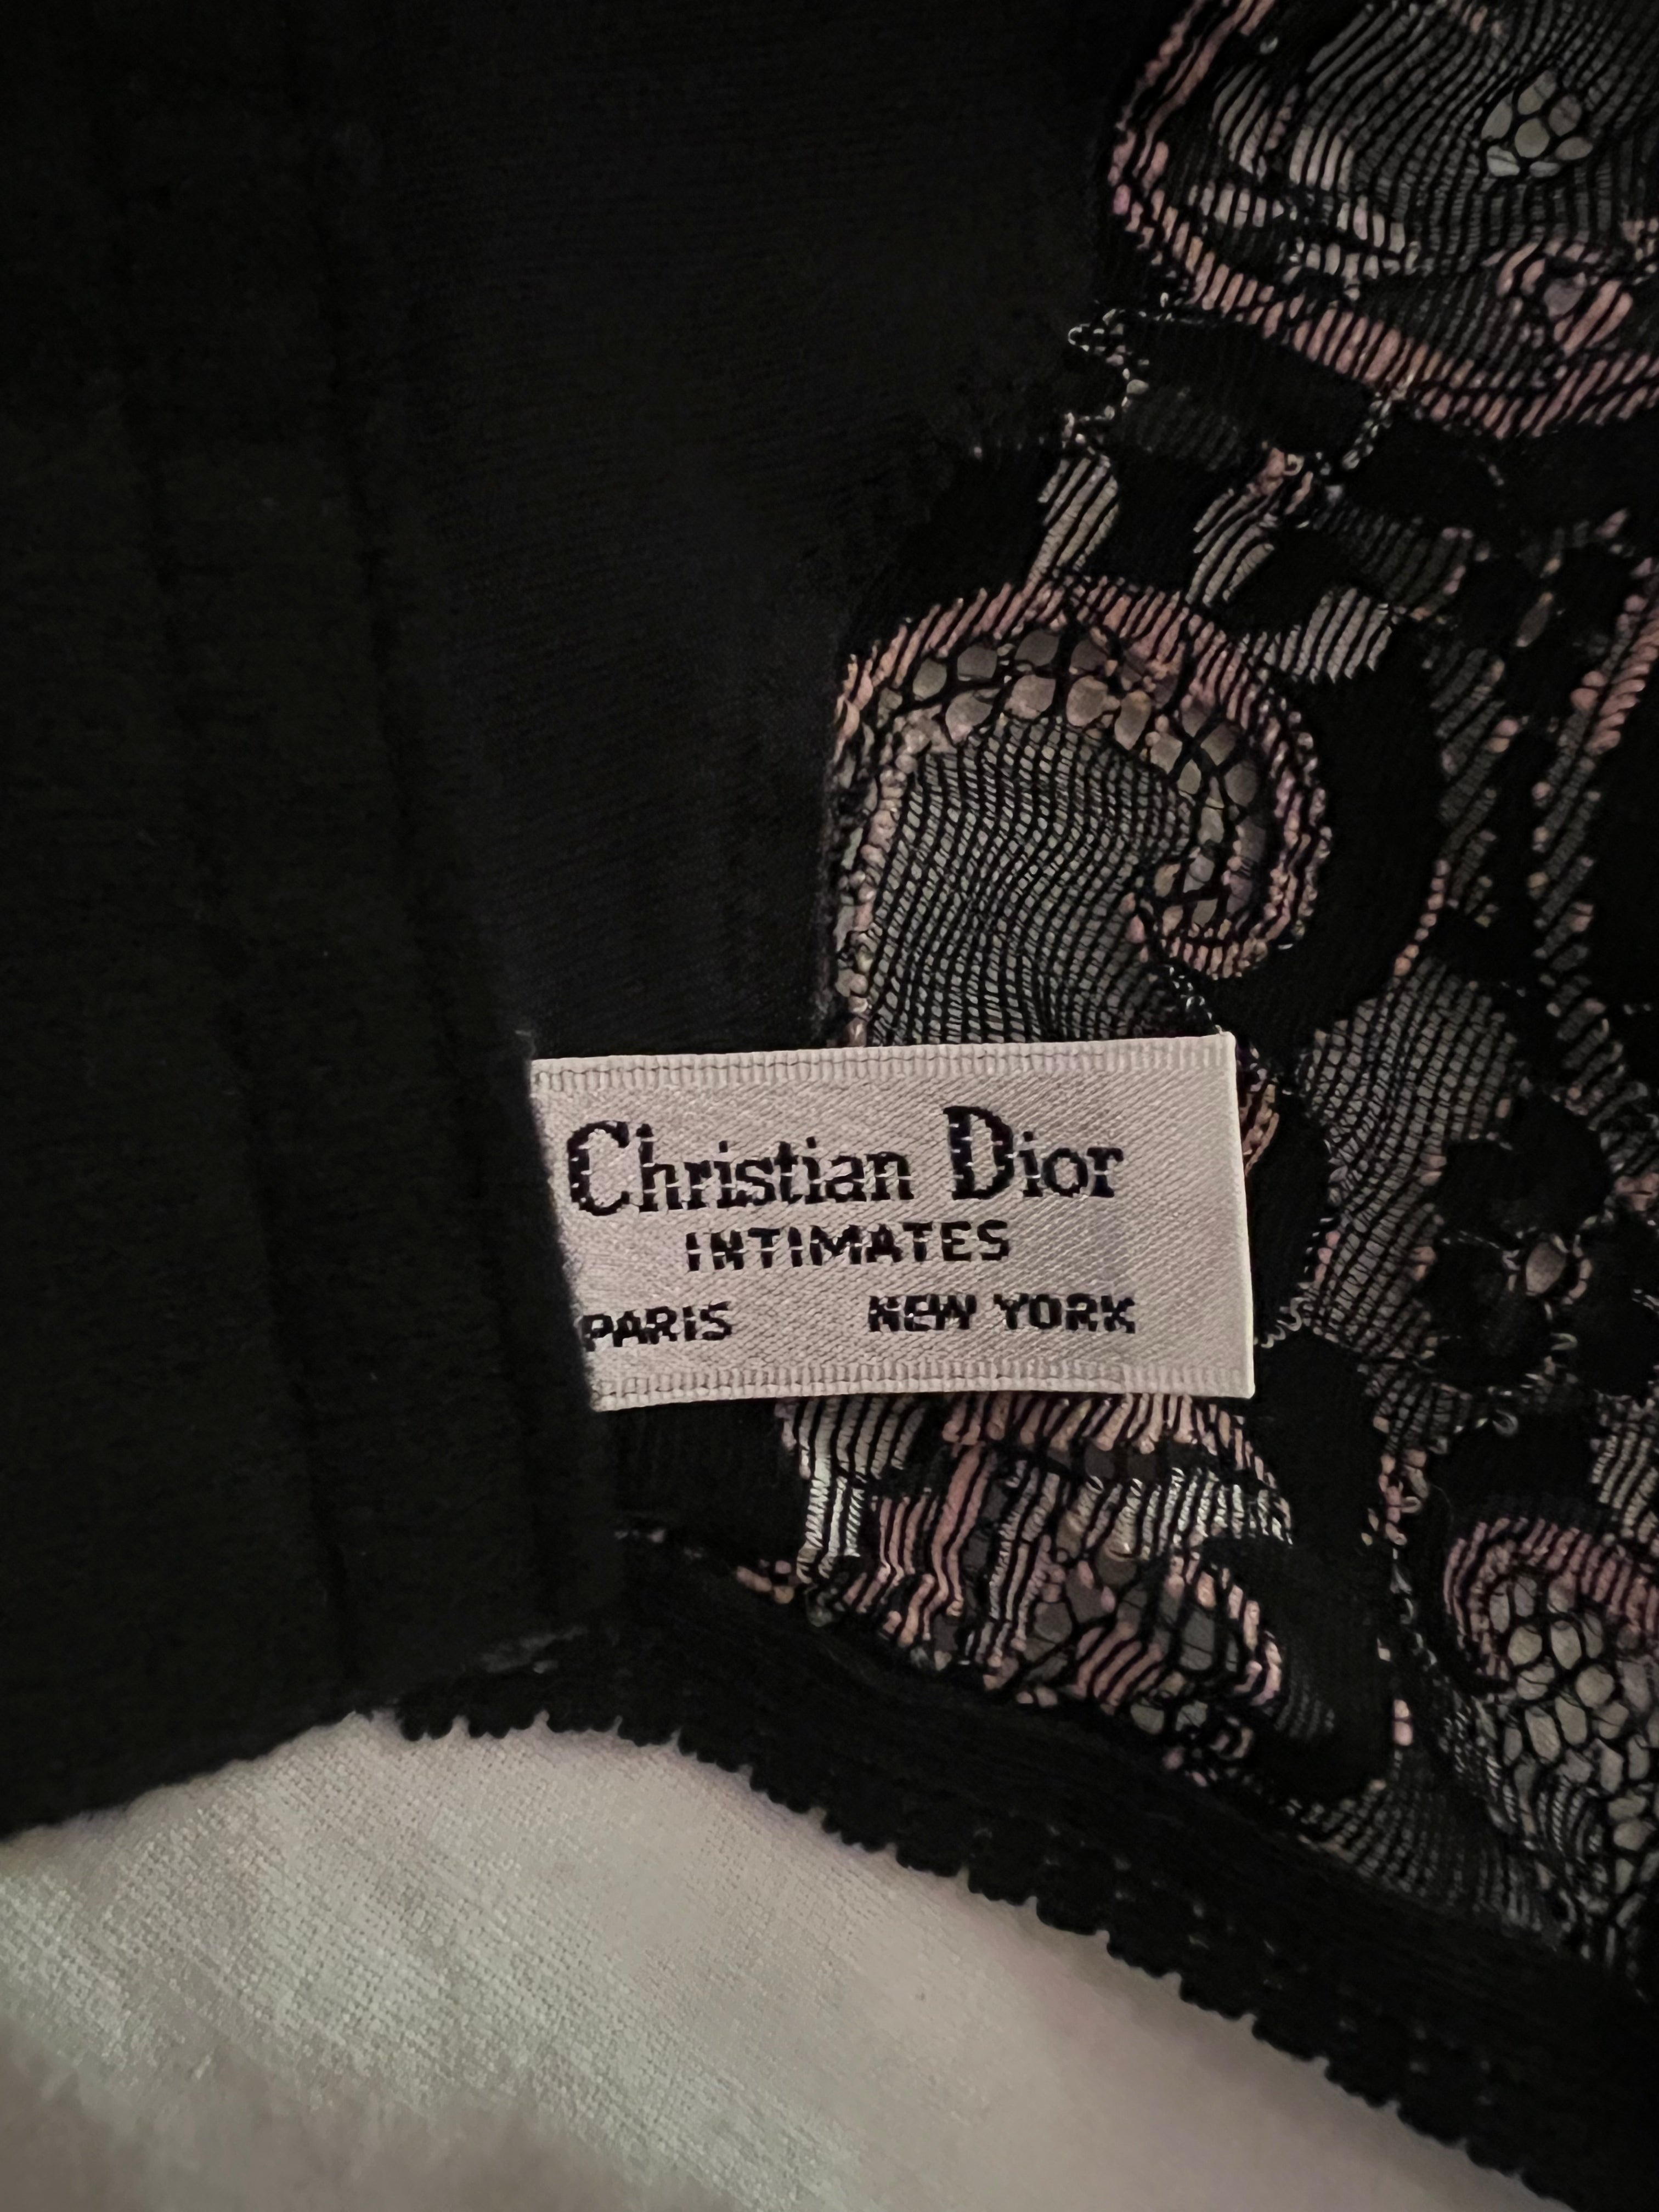 Christian Dior
INTIMATES
PARIS NEW YORK